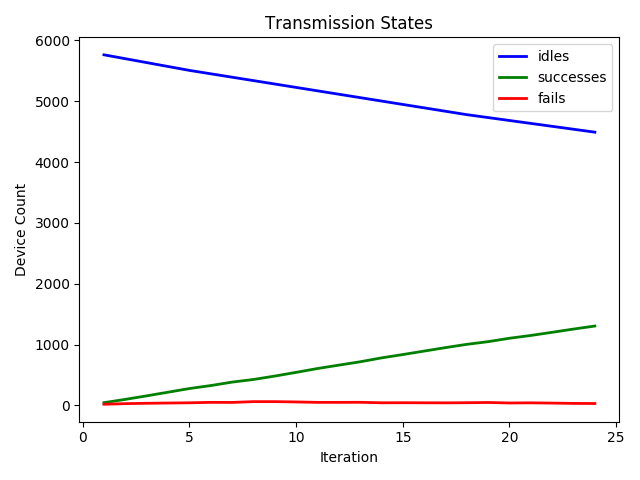 Transmission States
6000
5000
4000
3000
2000
1000
0
Device Count
idles
successes
fails
0 5 10 15 20 25
Iteration